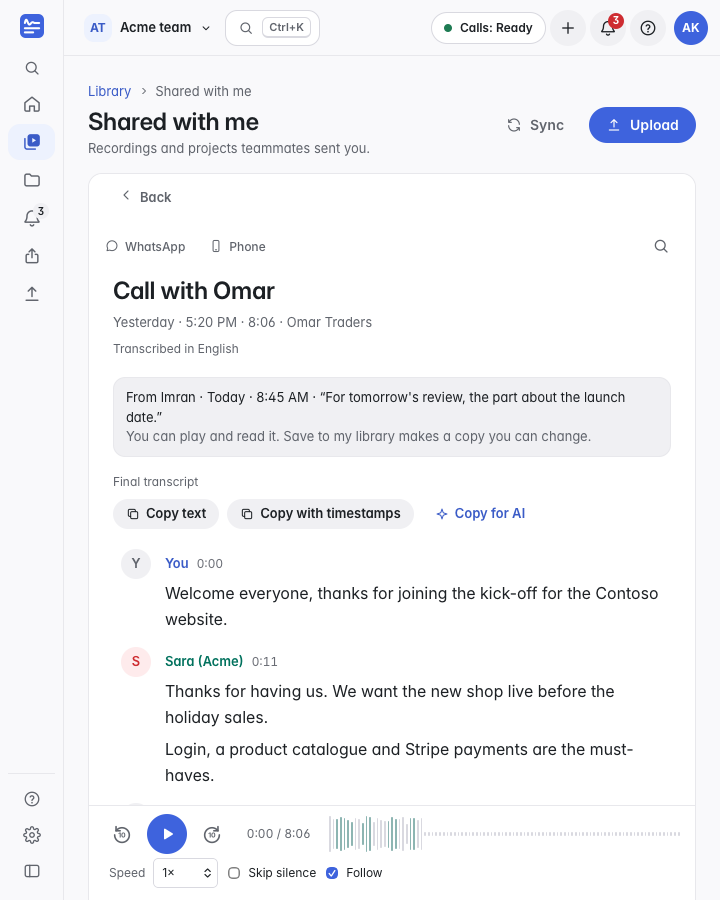 AT Acme team Ctrl+K Calls: Ready 3 AK
3
Library > Shared with me
Shared with me
Recordings and projects teammates sent you.
Sync Upload
Back
WhatsApp Phone
Call with Omar
Yesterday · 5:20 PM · 8:06 · Omar Traders
Transcribed in English
From Imran · Today · 8:45 AM · “For tomorrow's review, the part about the launch
date.”
You can play and read it. Save to my library makes a copy you can change.
Final transcript
Copy text Copy with timestamps Copy for AI
Y You 0:00
Welcome everyone, thanks for joining the kick-off for the Contoso
website.
S Sara (Acme) 0:11
Thanks for having us. We want the new shop live before the
holiday sales.
Login, a product catalogue and Stripe payments are the must-
haves.
10 10 0:00 / 8:06
Speed 1× Skip silence Follow